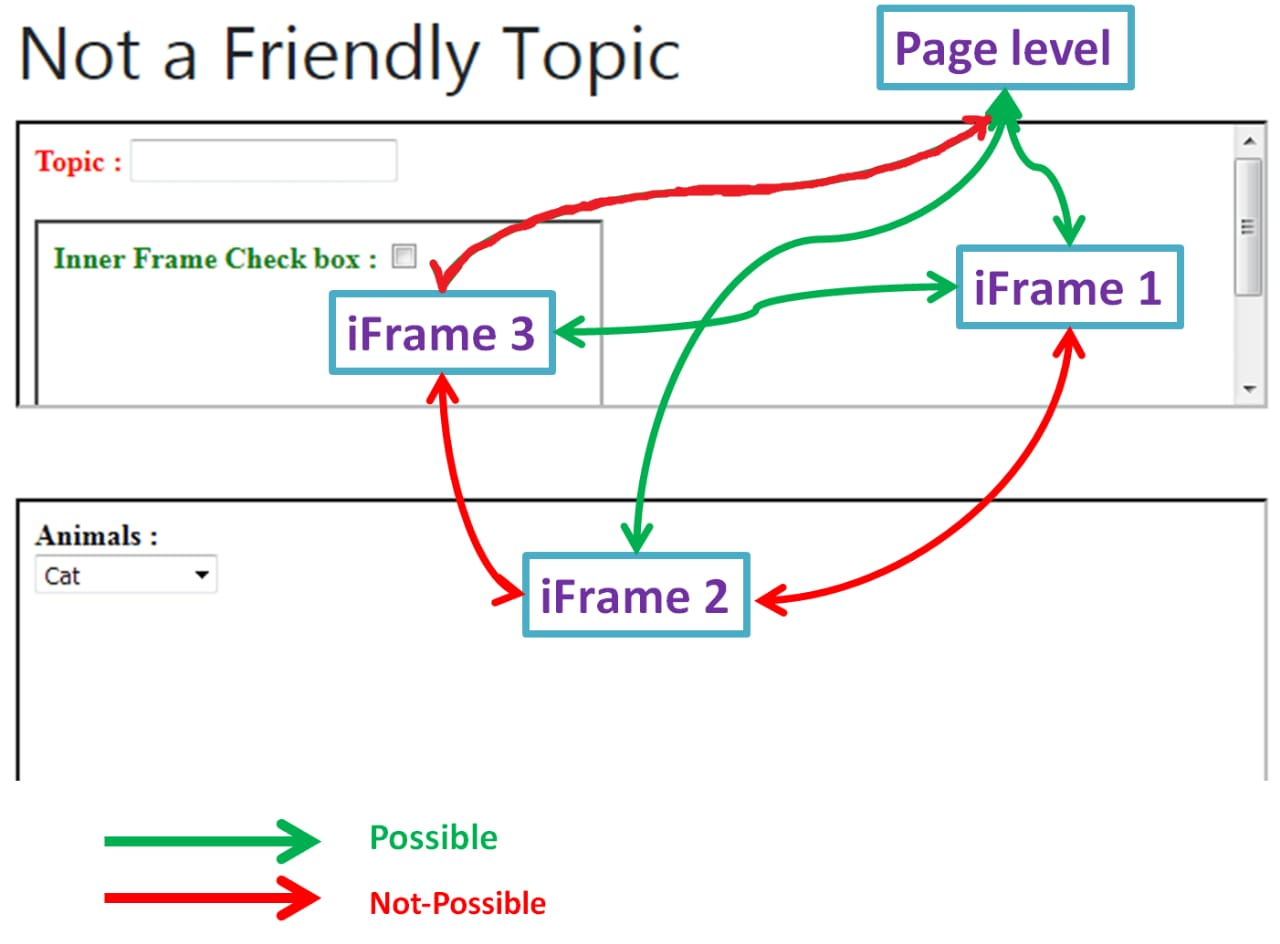 Not a Friendly Topic
Page level
Topic :
Inner Frame Check box :
iFrame 1
iFrame 3
Animals :
Cat
iFrame 2
Possible
Not-Possible